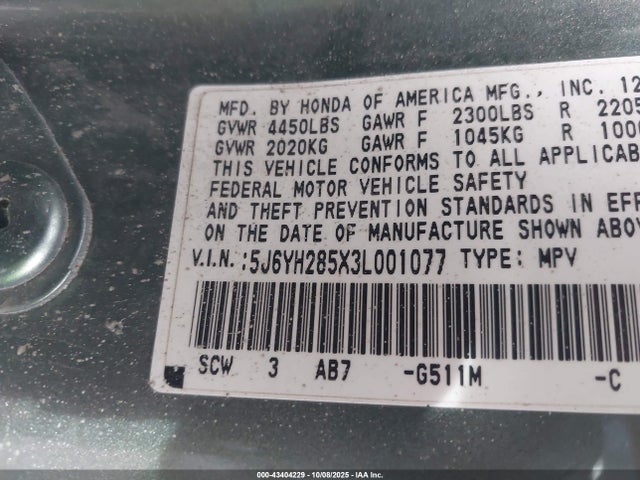 MFD. BY HONDA OF AMERICA MFG., INC. 12
GVWR 4450LBS GAWR F 2300LBS R 2205
GVWR 2020KG GAWR F 1045KG R 1000
THIS VEHICLE CONFORMS TO ALL APPLICAB
FEDERAL MOTOR VEHICLE SAFETY
AND THEFT PREVENTION STANDARDS IN EFF
ON THE DATE OF MANUFACTURE SHOWN ABOV
V.I.N.:5J6YH285X3L001077 TYPE: MPV
SCW 3 AB7 -G511M -C
000-43404229 | 10/08/2025 | IAA Inc.